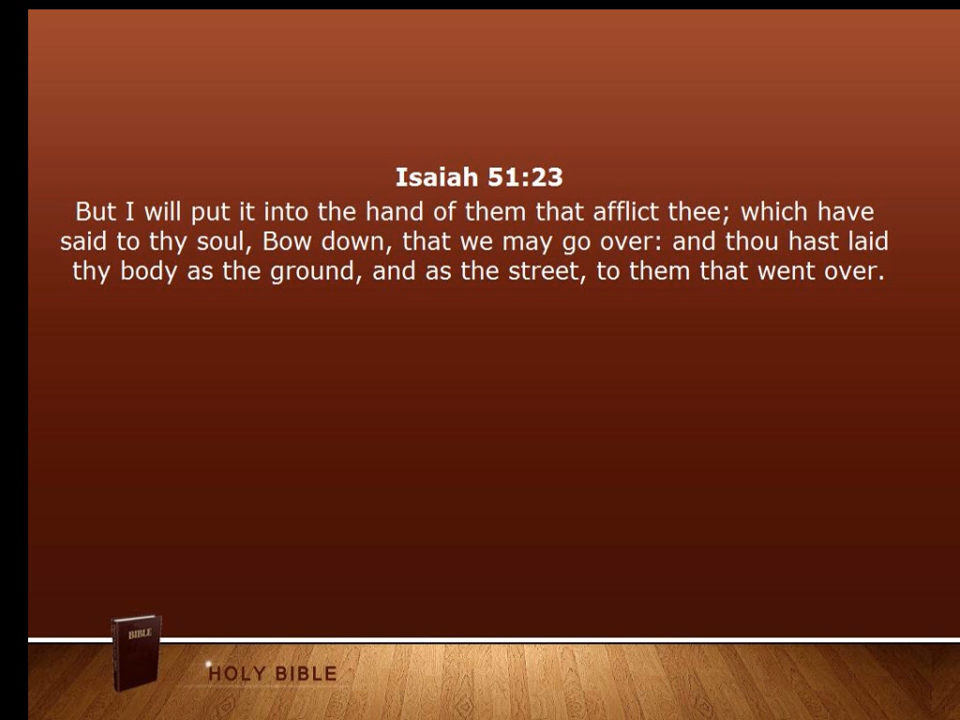 Isaiah 51:23
But I will put it into the hand of them that afflict thee; which have
said to thy soul, Bow down, that we may go over: and thou hast laid
thy body as the ground, and as the street, to them that went over.
BIBLE
HOLY BIBLE